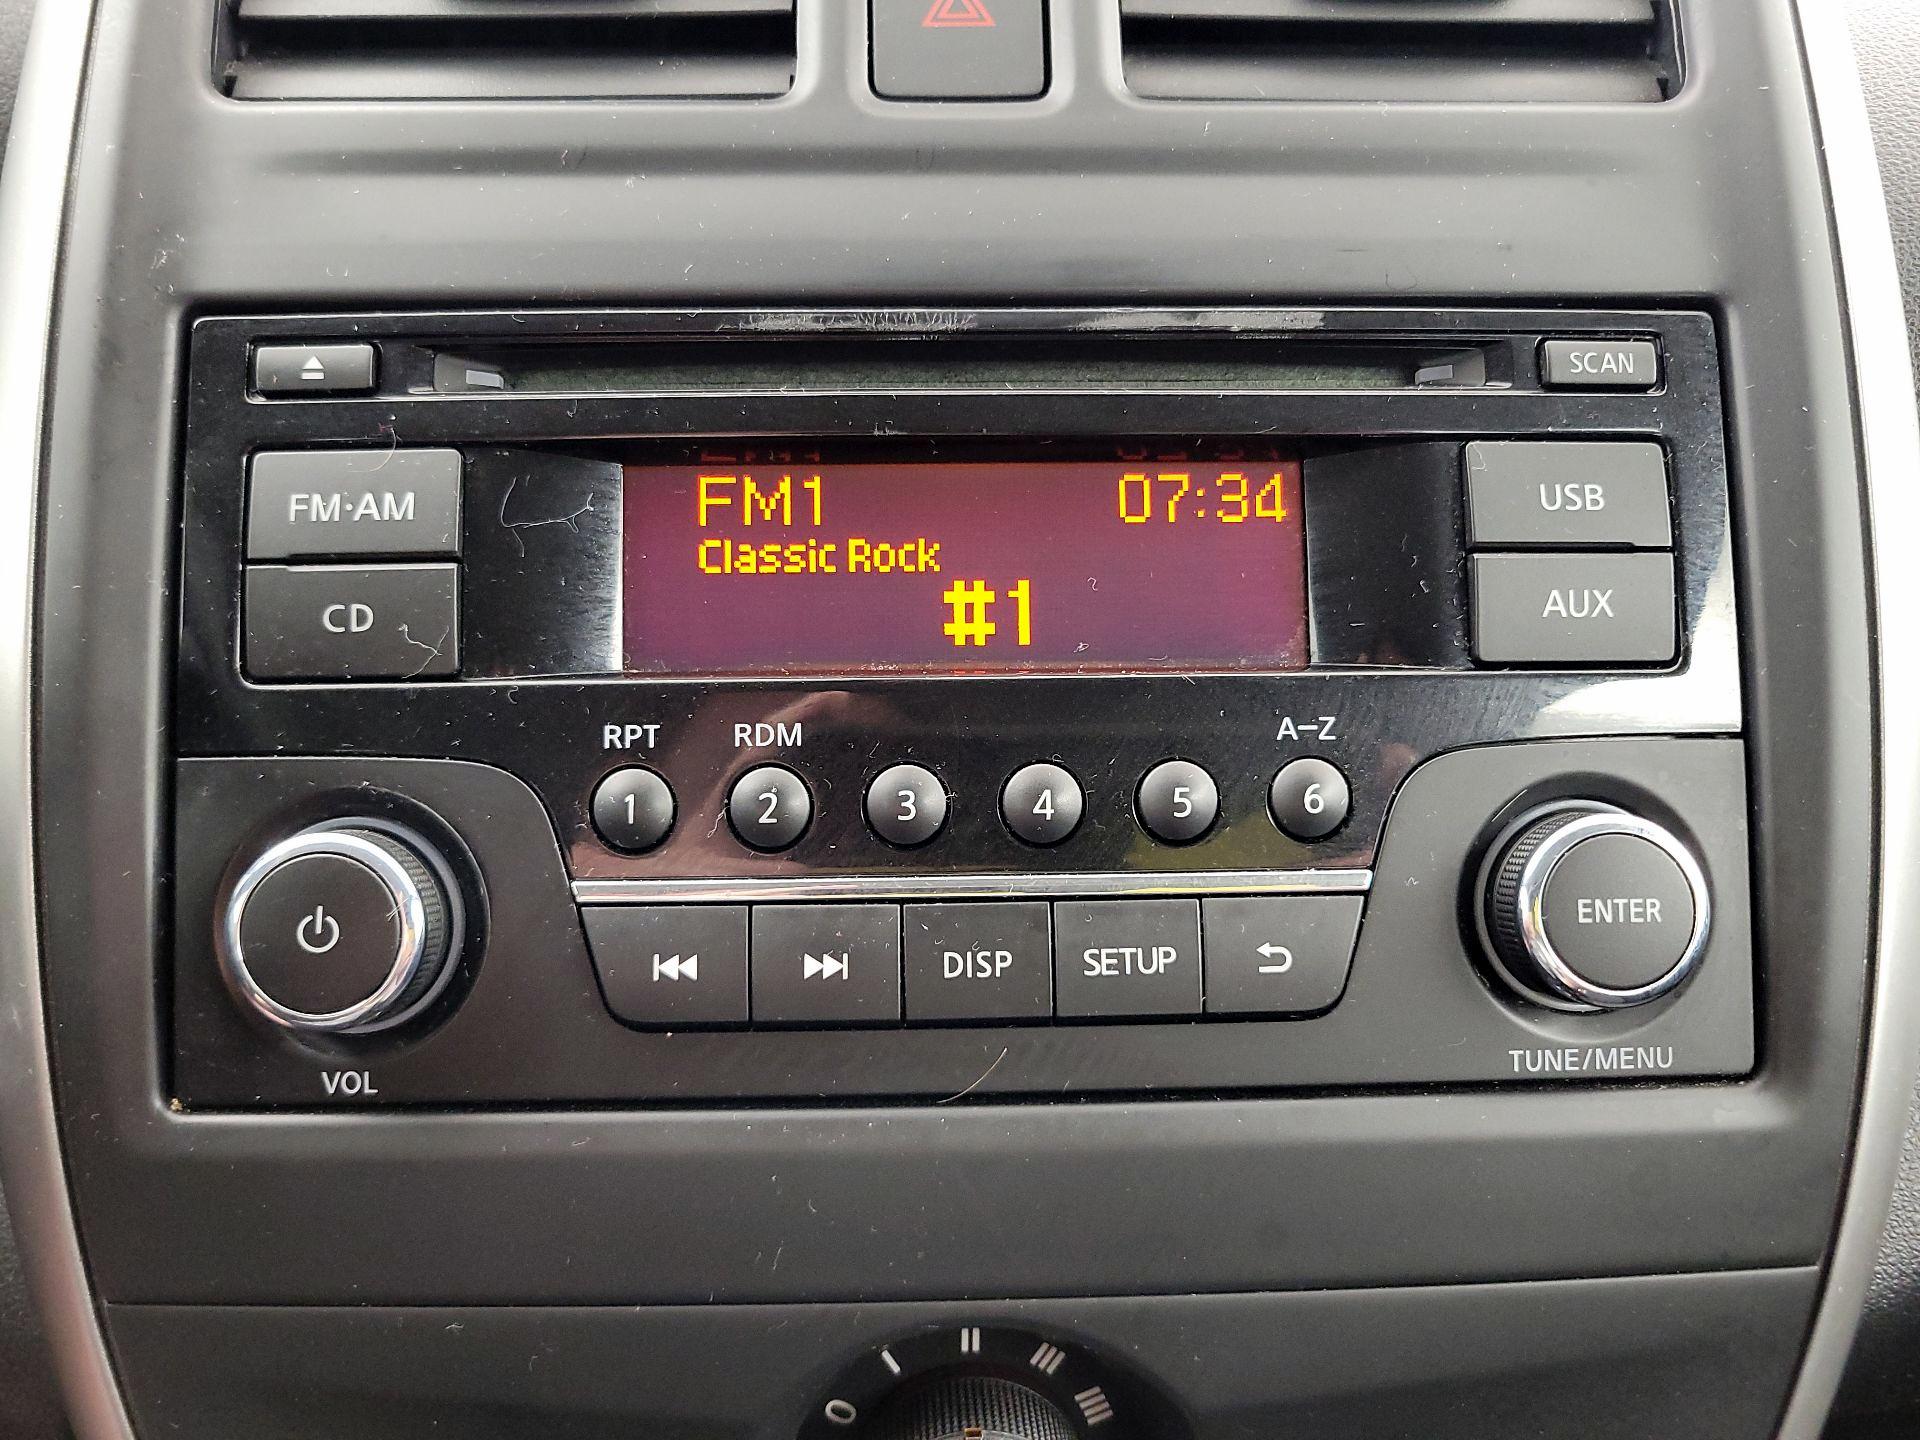 SCAN
FM·AM
FM1 07:34
USB
Classic Rock
#1
CD
AUX
RPT RDM A–Z
1 2 3 4 5 6
ENTER
DISP SETUP
VOL
TUNE/MENU
0